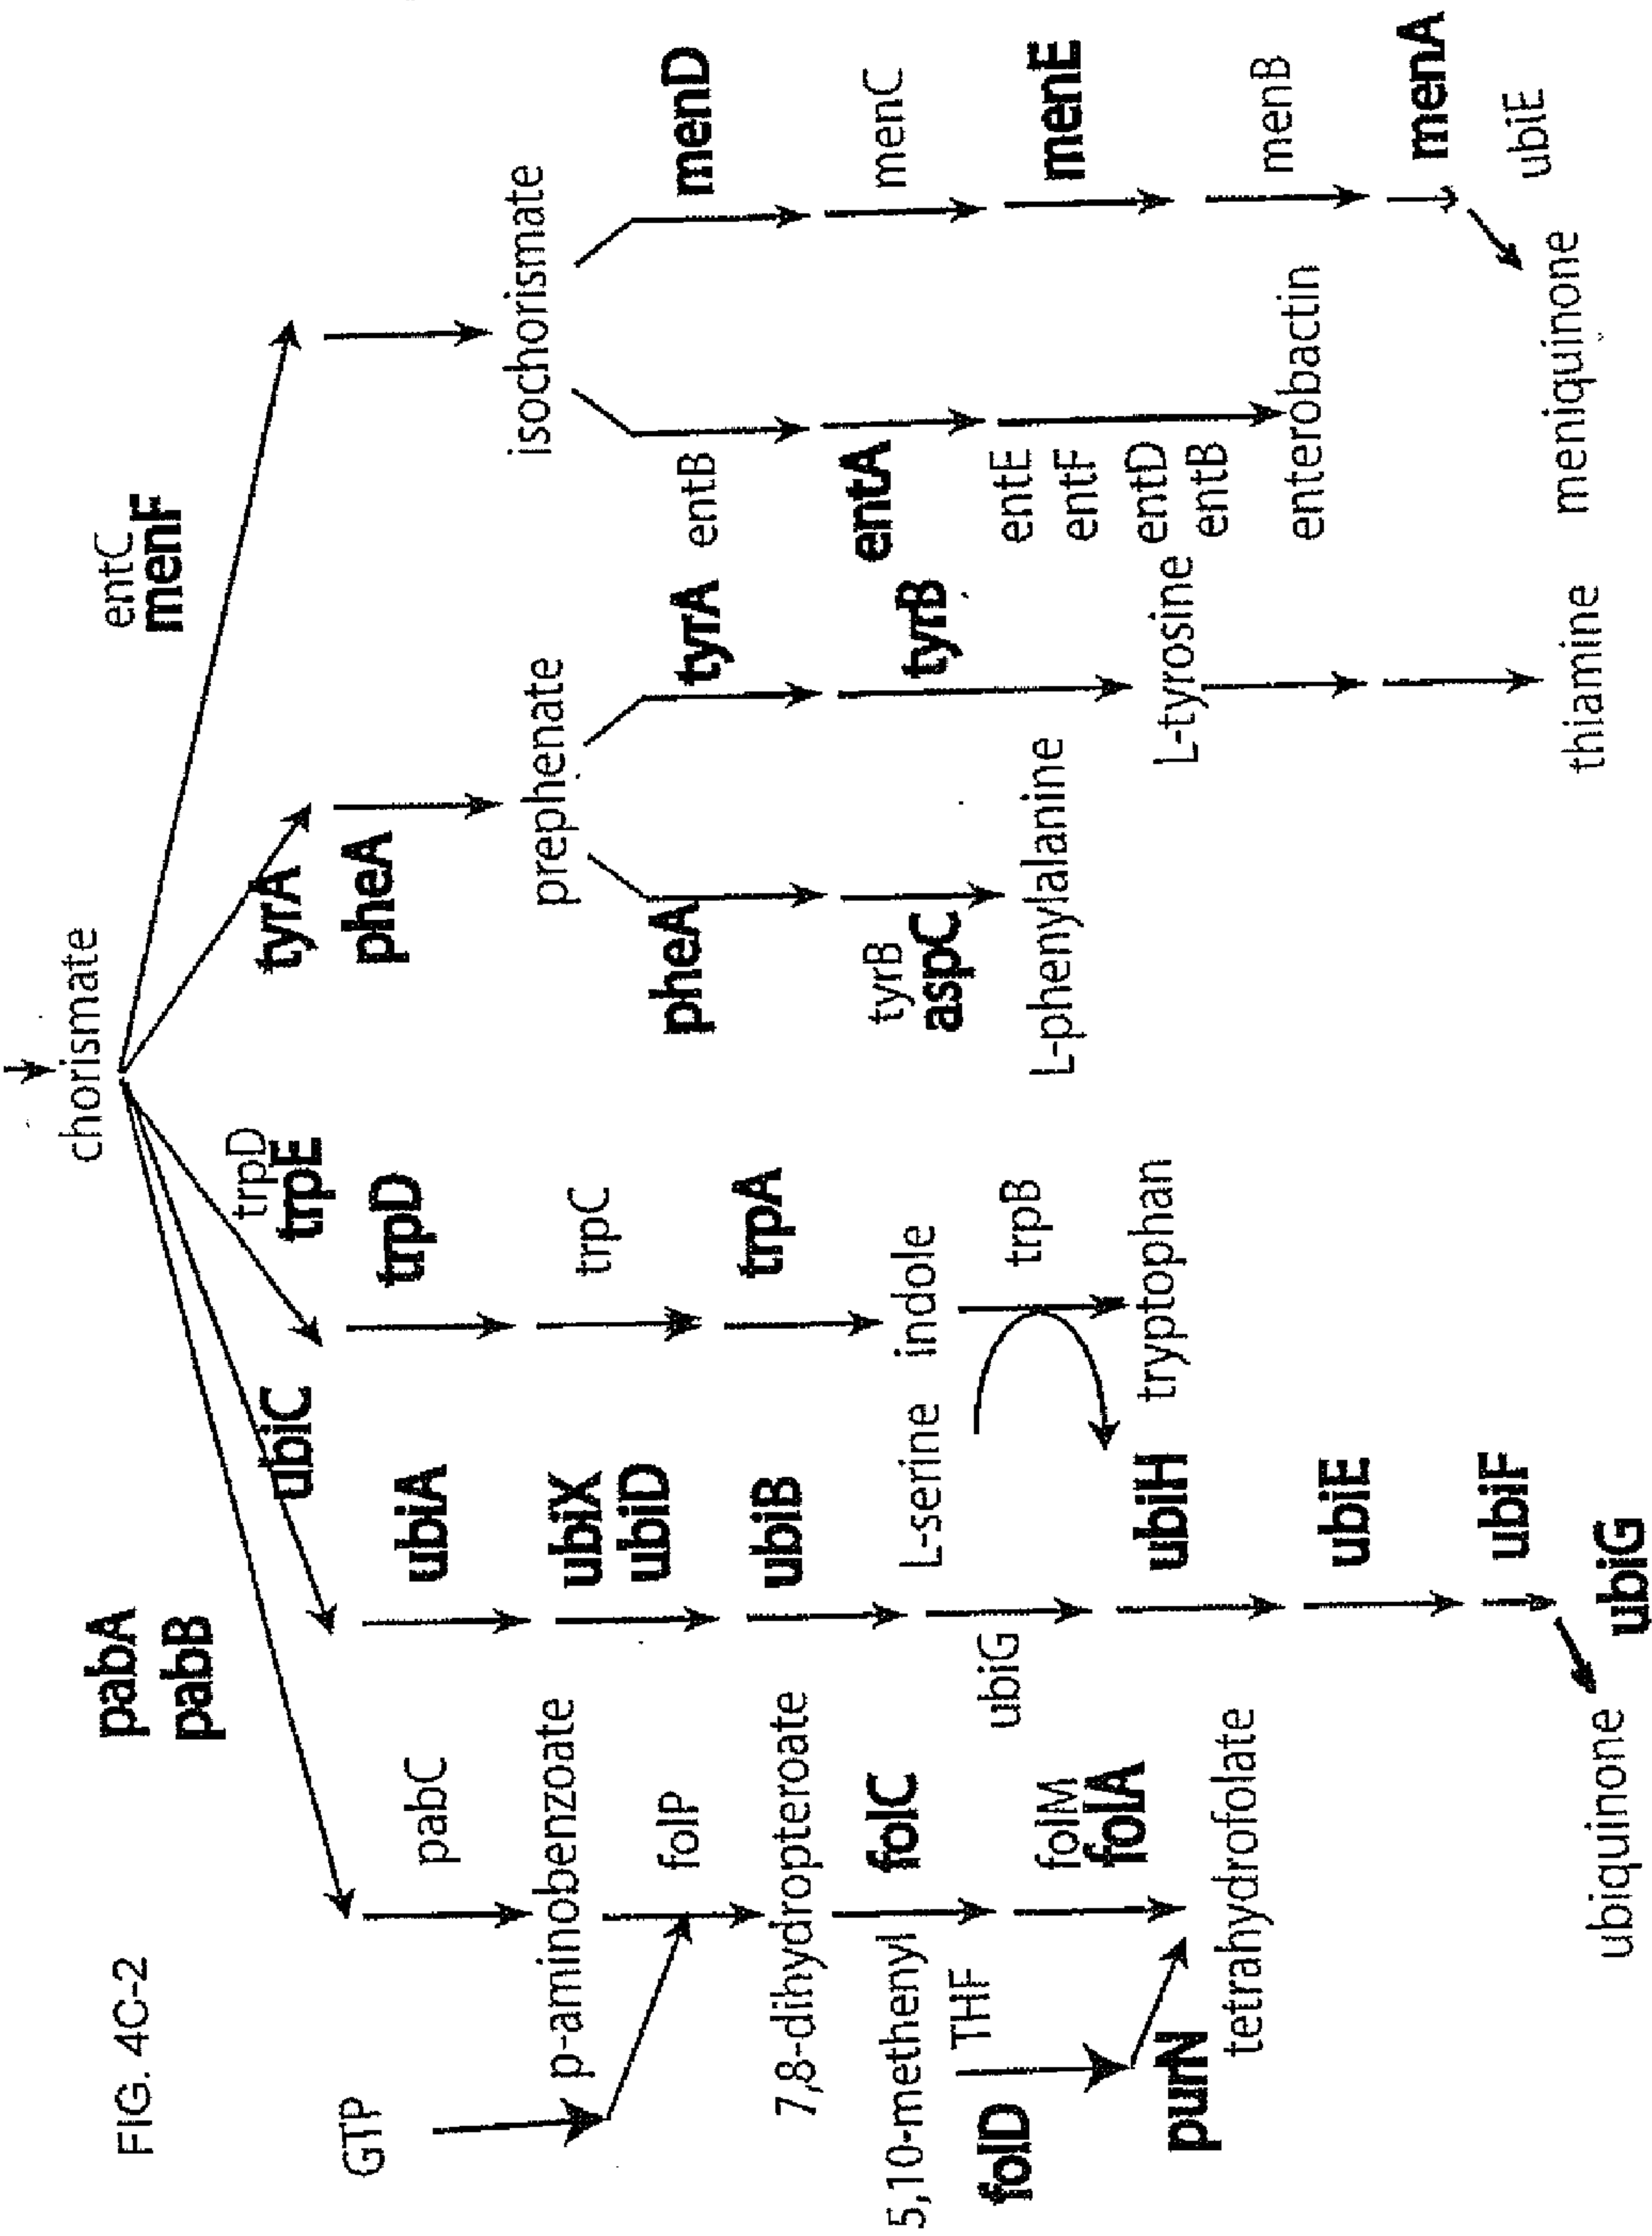 FIG. 4C-2
chorismate
pabA
pabB
ubiC
trpD
trpE
tyrA
pheA
entC
menF
GTP
pabC
p-aminobenzoate
folP
7,8-dihydropteroate
5,10-methenyl
THF
folC
folD
folM
folA
purN
tetrahydrofolate
ubiA
ubiX
ubiD
ubiB
ubiG
ubiH
ubiE
ubiF
ubiG
ubiquinone
trpD
trpC
trpA
L-serine
indole
trpB
tryptophan
prephenate
pheA
tyrB
aspC
L-phenylalanine
tyrA
tyrB
L-tyrosine
thiamine
isochorismate
entB
entA
entE
entF
entD
entB
enterobactin
menD
menC
menE
menB
menA
ubiE
meniquinone